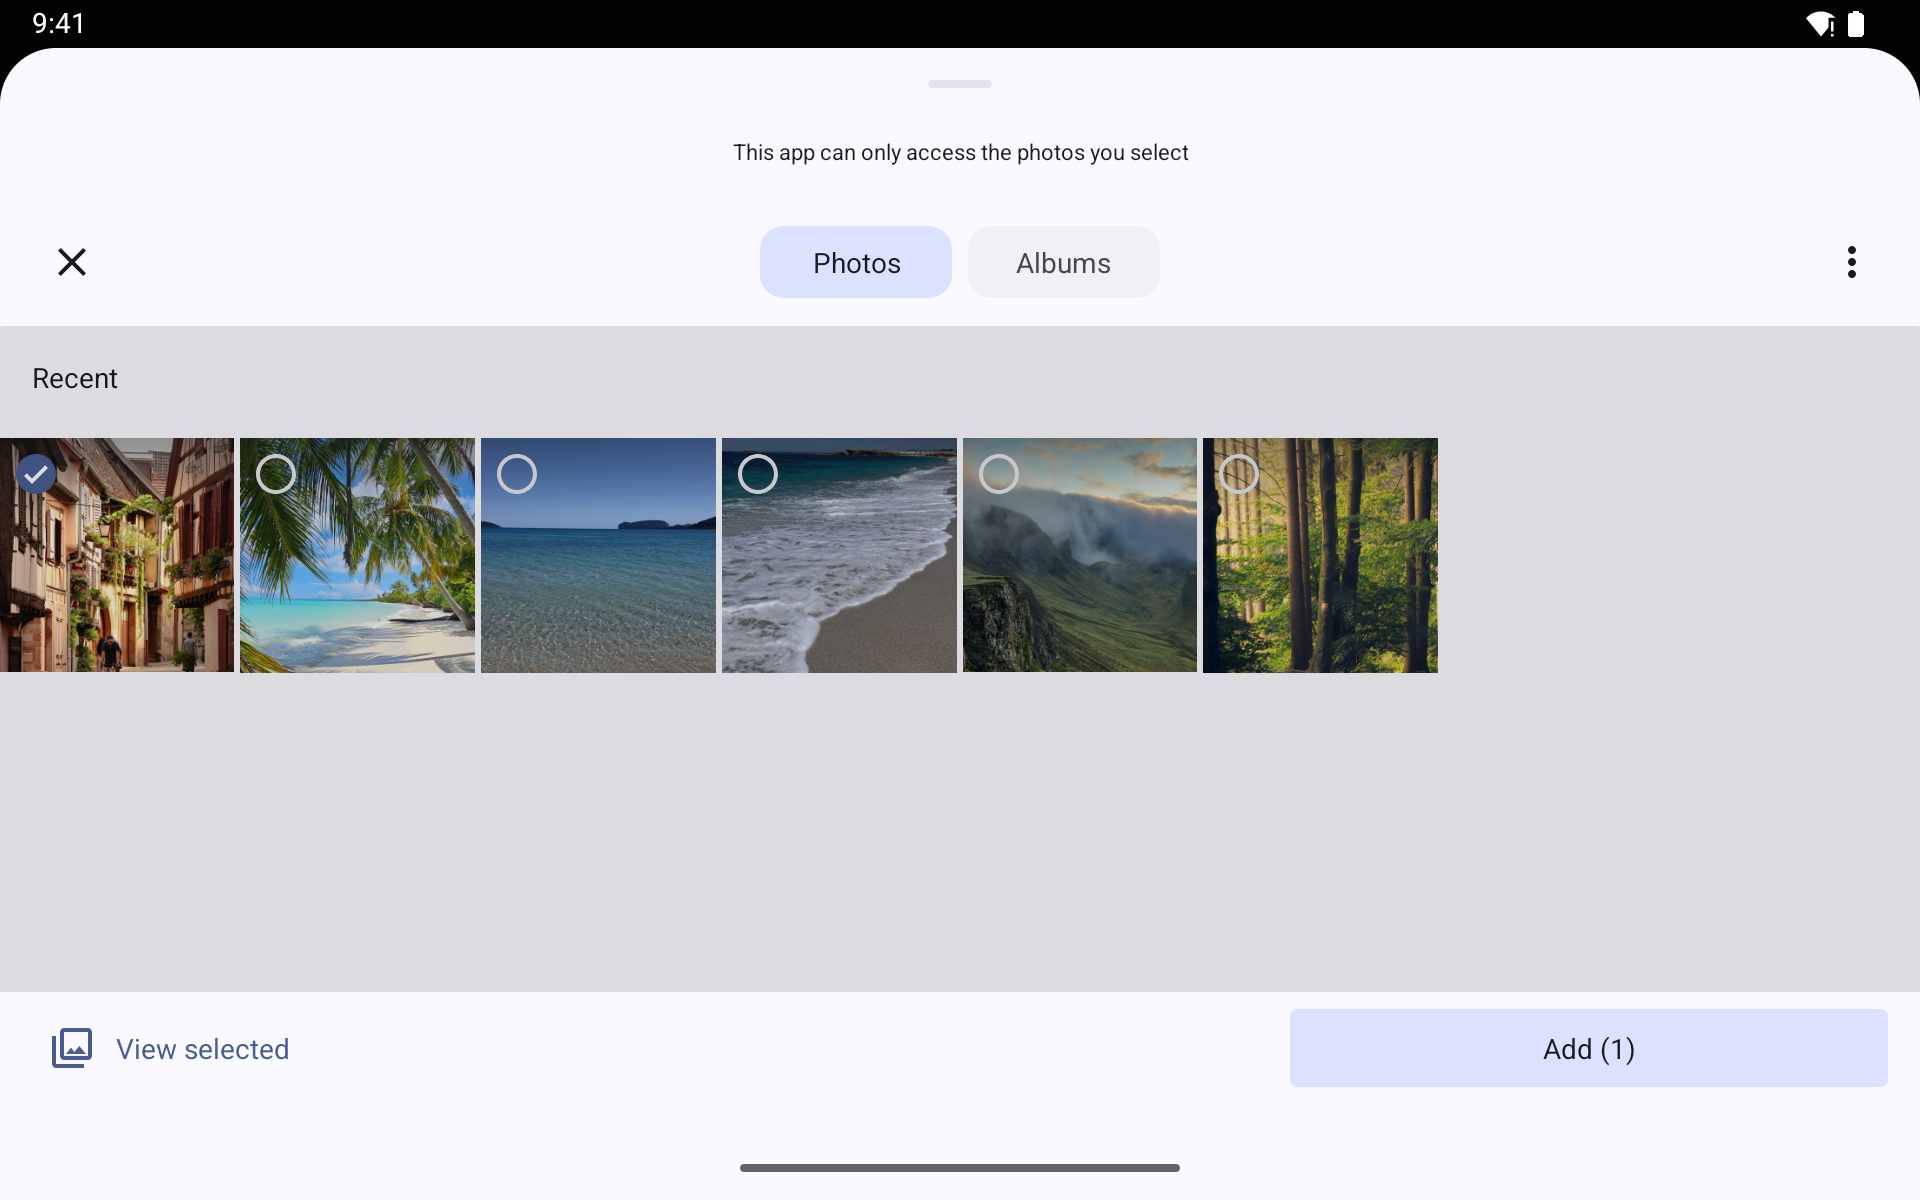 9:41
This app can only access the photos you select
Photos
Albums
Recent
View selected
Add (1)